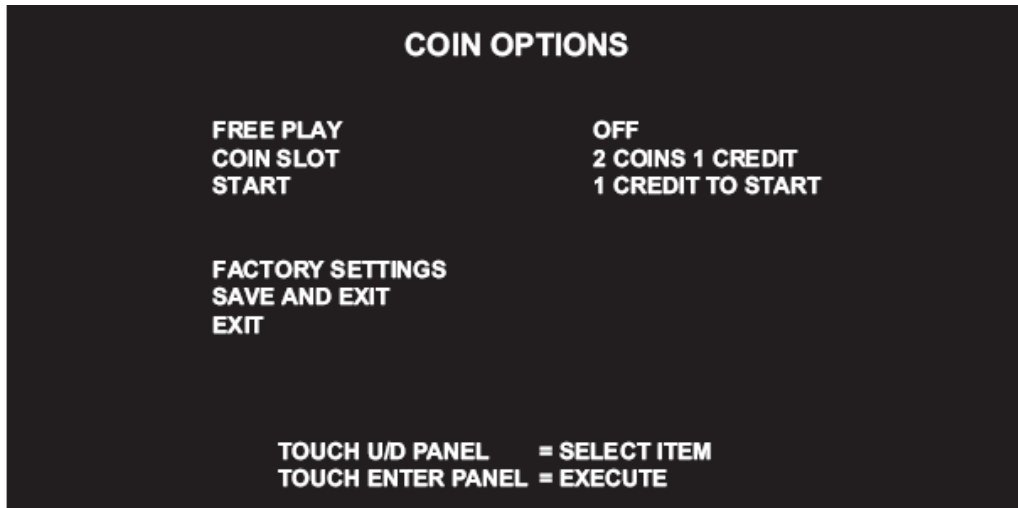 COIN OPTIONS
FREE PLAY OFF
COIN SLOT 2 COINS 1 CREDIT
START 1 CREDIT TO START
FACTORY SETTINGS
SAVE AND EXIT
EXIT
TOUCH U/D PANEL = SELECT ITEM
TOUCH ENTER PANEL = EXECUTE